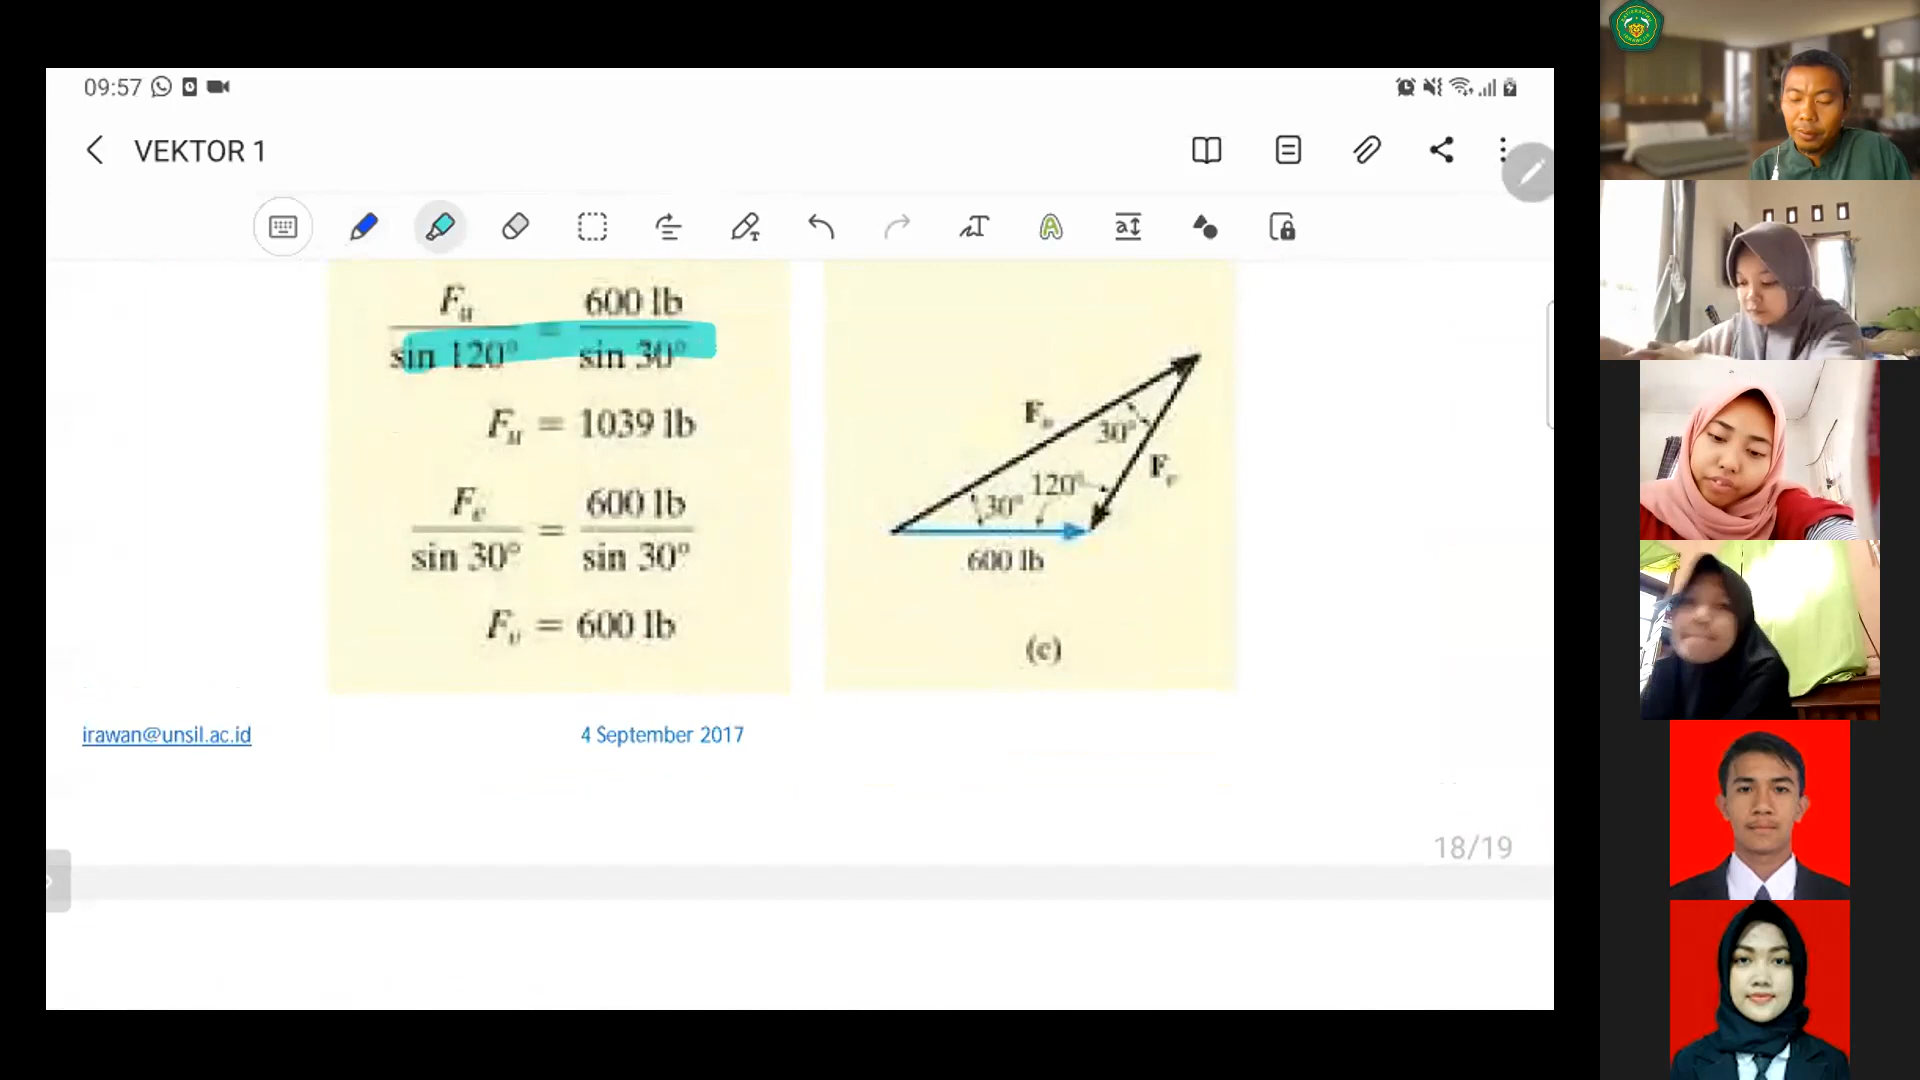 09:57
VEKTOR 1
F_u / sin 120° = 600 lb / sin 30°
F_u = 1039 lb
F_v / sin 30° = 600 lb / sin 30°
F_v = 600 lb
F_u
30°
F_v
120°
30°
600 lb
(c)
irawan@unsil.ac.id
4 September 2017
18/19